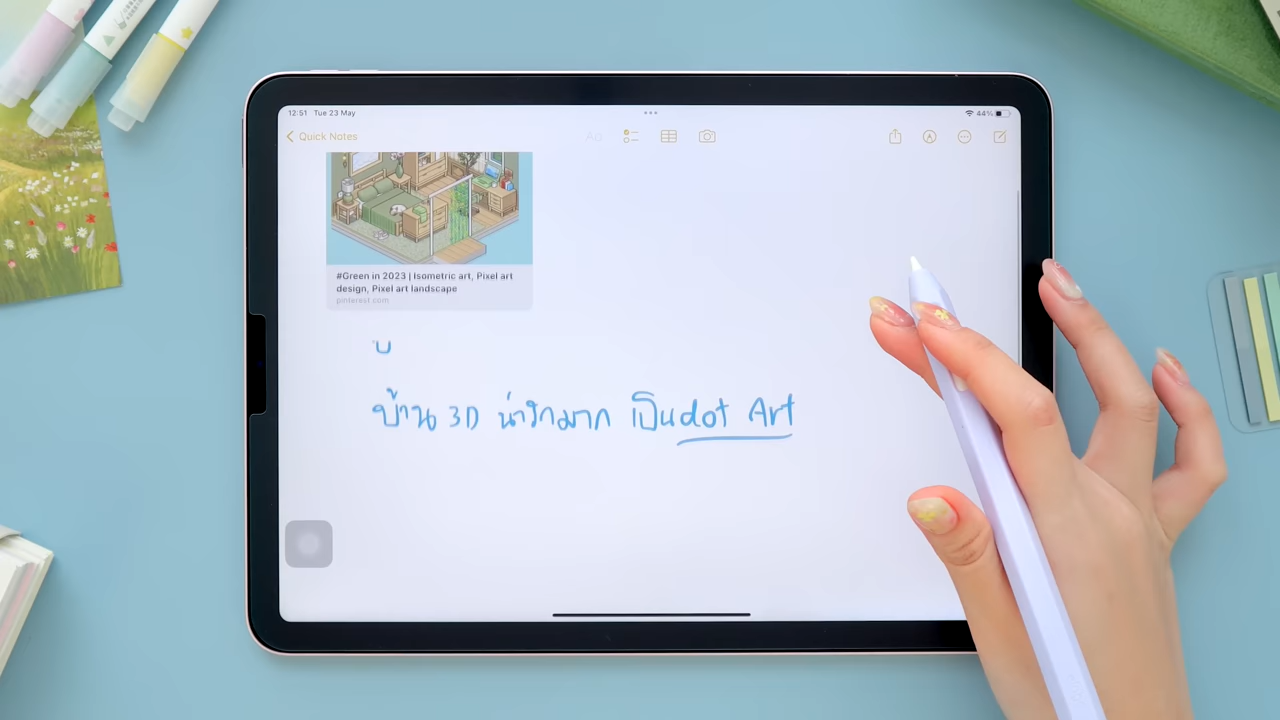 12:51 Tue 23 May
44%
Quick Notes
#Green in 2023 | Isometric art, Pixel art
design, Pixel art landscape
pinterest.com
บ
บ้าน 3D น่ารักมาก เป็นdot Art